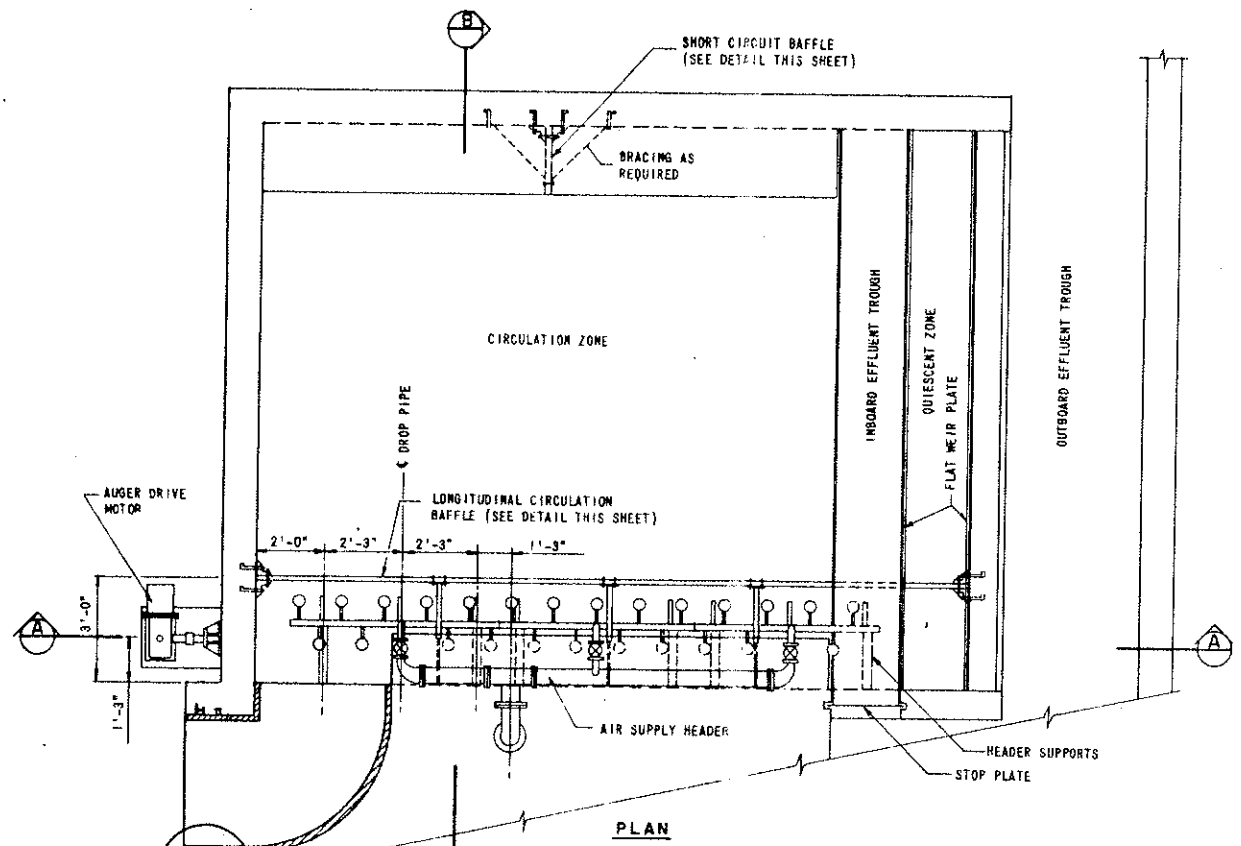 B
SHORT CIRCUIT BAFFLE
(SEE DETAIL THIS SHEET)
BRACING AS
REQUIRED
CIRCULATION ZONE
INBOARD EFFLUENT TROUGH
QUIESCENT ZONE
FLAT WEIR PLATE
OUTBOARD EFFLUENT TROUGH
℄ DROP PIPE
AUGER DRIVE
MOTOR
LONGITUDINAL CIRCULATION
BAFFLE (SEE DETAIL THIS SHEET)
2'-0"
2'-3"
2'-3"
1'-3"
3'-0"
A
A
1'-3"
AIR SUPPLY HEADER
HEADER SUPPORTS
STOP PLATE
PLAN